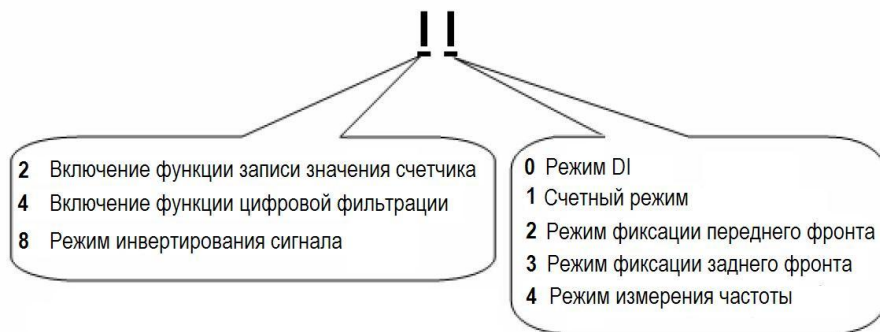 !!
2 Включение функции записи значения счетчика
4 Включение функции цифровой фильтрации
8 Режим инвертирования сигнала
0 Режим DI
1 Счетный режим
2 Режим фиксации переднего фронта
3 Режим фиксации заднего фронта
4 Режим измерения частоты